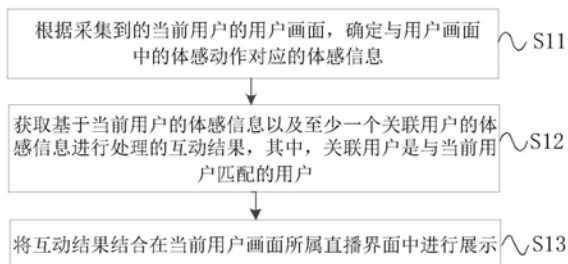 根据采集到的当前用户的用户画面，确定与用户画面
中的体感动作对应的体感信息
S11
获取基于当前用户的体感信息以及至少一个关联用户的体
感信息进行处理的互动结果，其中，关联用户是与当前用
户匹配的用户
S12
将互动结果结合在当前用户画面所属直播界面中进行展示
S13